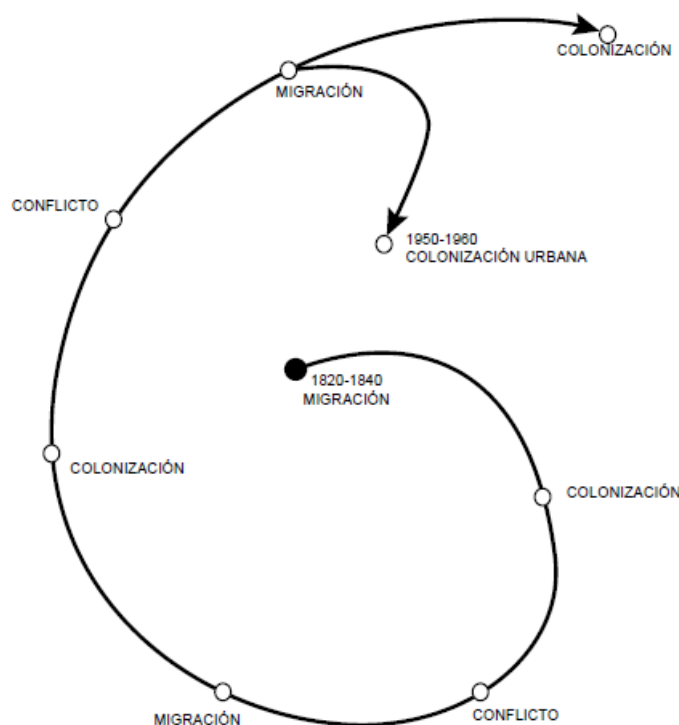 COLONIZACIÓN
MIGRACIÓN
CONFLICTO
1950-1960
COLONIZACIÓN URBANA
1820-1840
MIGRACIÓN
COLONIZACIÓN
COLONIZACIÓN
MIGRACIÓN
CONFLICTO